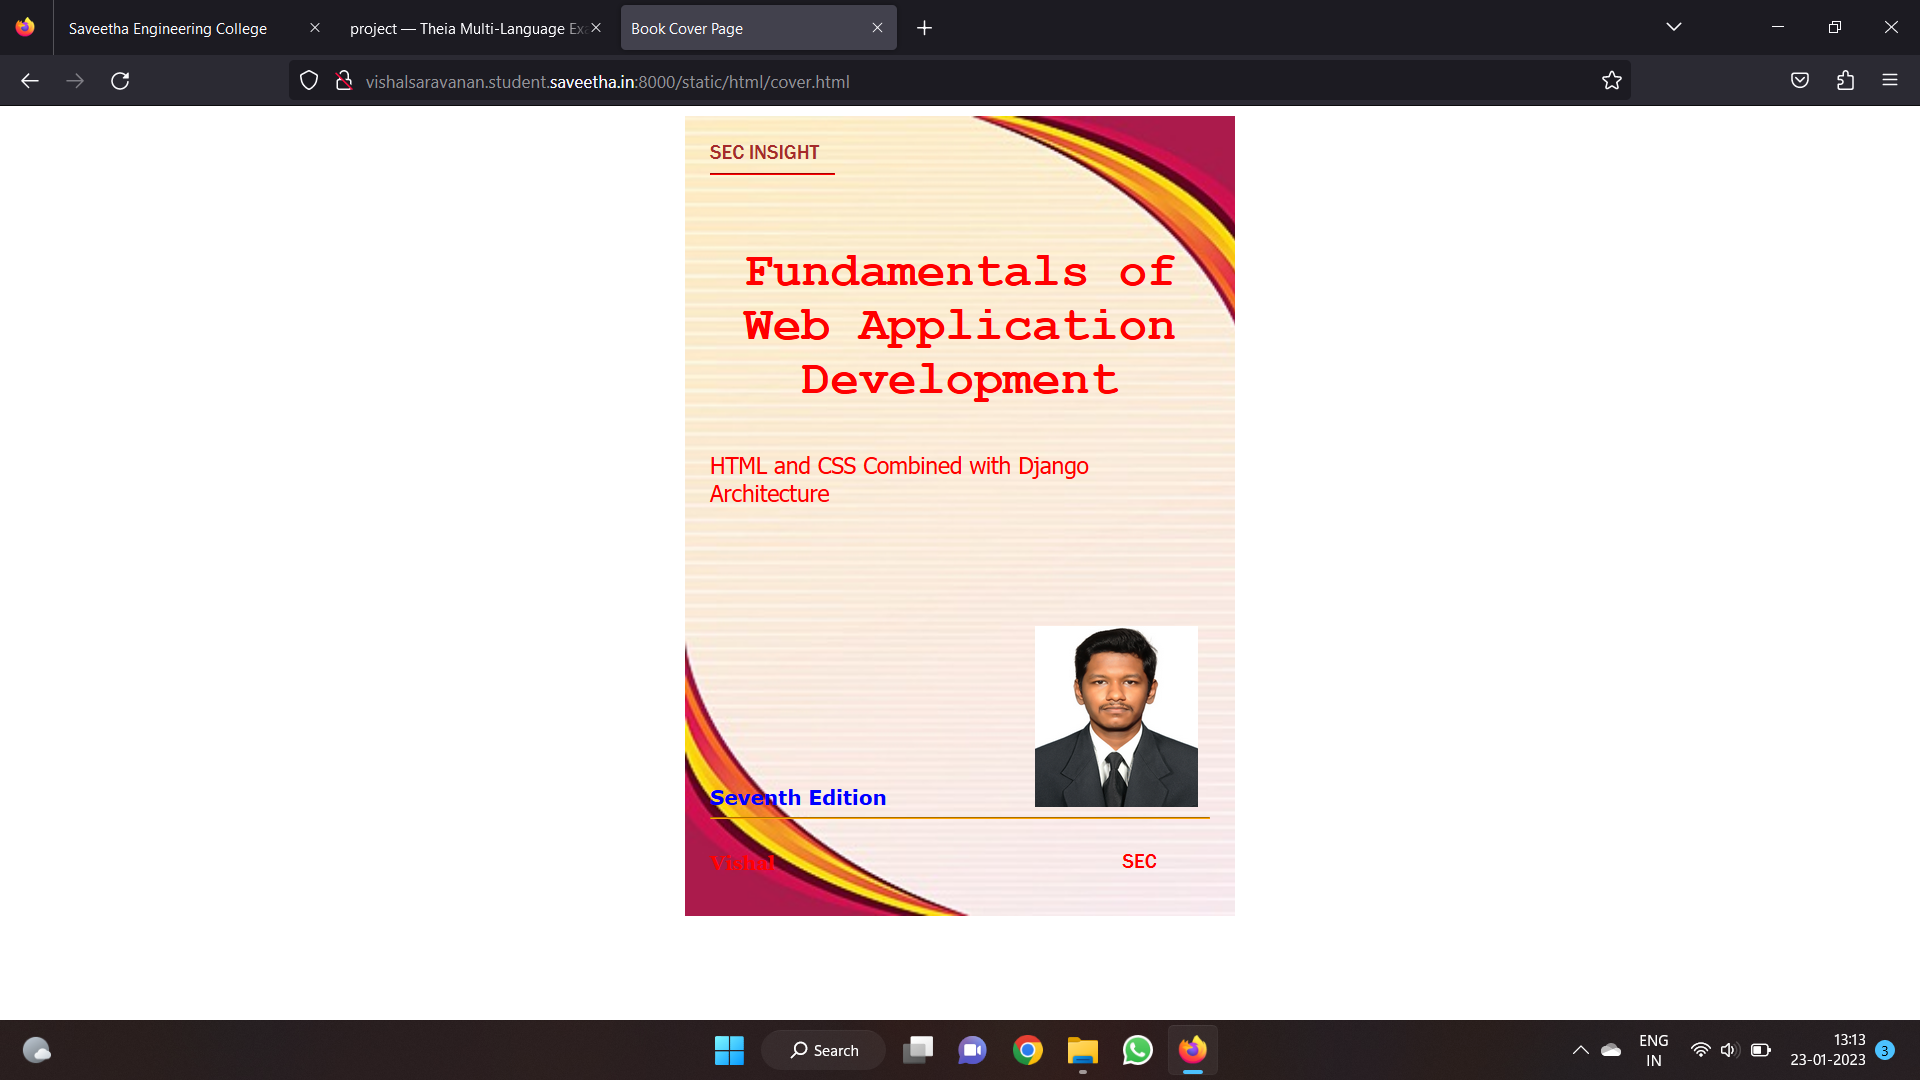 Saveetha Engineering College
project — Theia Multi-Language Ex
Book Cover Page
vishalsaravanan.student.saveetha.in:8000/static/html/cover.html
SEC INSIGHT
Fundamentals of
Web Application
Development
HTML and CSS Combined with Django
Architecture
Seventh Edition
Vishal
SEC
Search
ENG
IN
13:13
23-01-2023
3